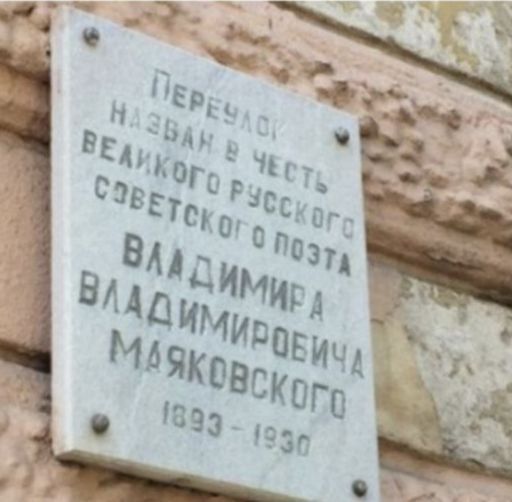 Переулок
назван в честь
великого русского
советского поэта
Владимира
Владимировича
Маяковского
1893 - 1930